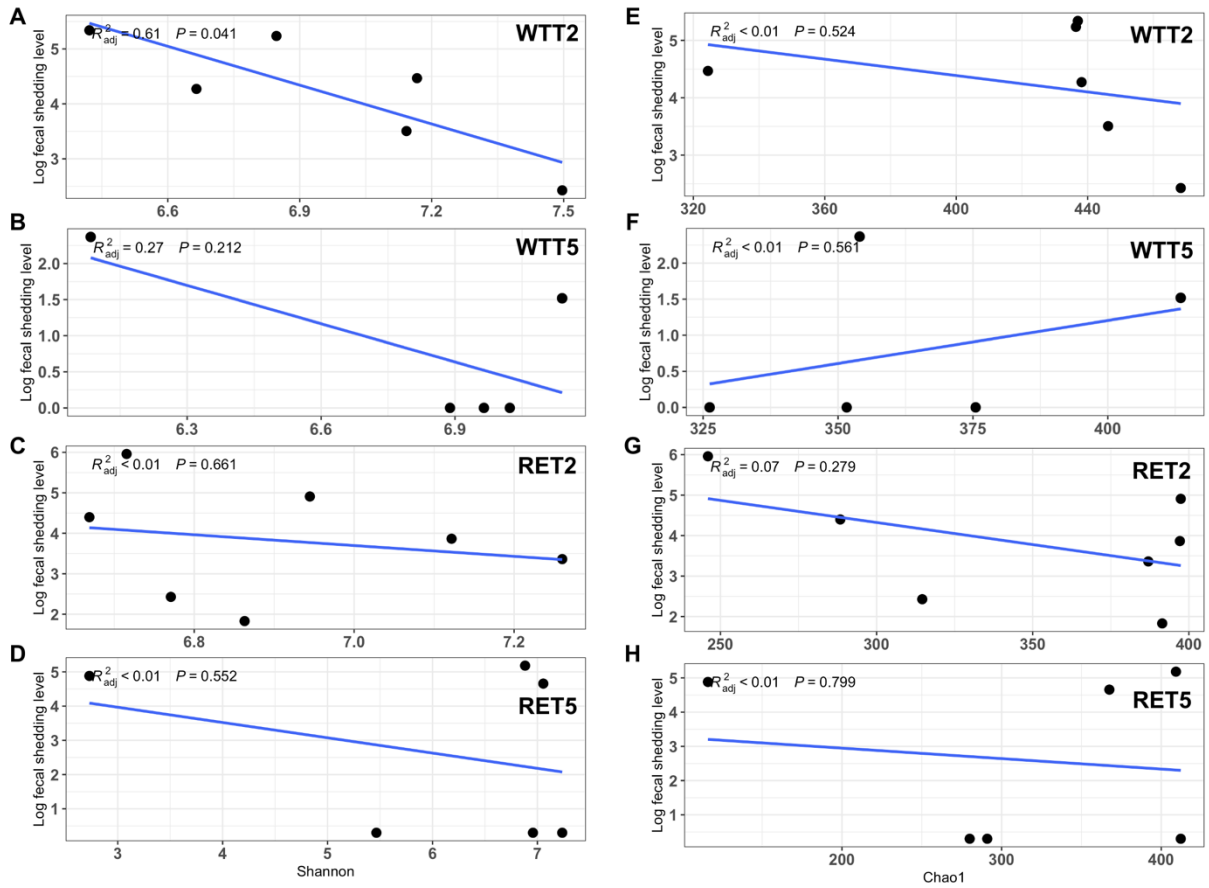 A
R²adj = 0.61 P = 0.041
WTT2
Log fecal shedding level
5
4
3
6.6 6.9 7.2 7.5
E
R²adj < 0.01 P = 0.524
WTT2
Log fecal shedding level
5
4
3
320 360 400 440
B
R²adj = 0.27 P = 0.212
WTT5
Log fecal shedding level
2.0
1.5
1.0
0.5
0.0
6.3 6.6 6.9
F
R²adj < 0.01 P = 0.561
WTT5
Log fecal shedding level
2.0
1.5
1.0
0.5
0.0
325 350 375 400
C
R²adj < 0.01 P = 0.661
RET2
Log fecal shedding level
6
5
4
3
2
6.8 7.0 7.2
G
R²adj = 0.07 P = 0.279
RET2
Log fecal shedding level
6
5
4
3
2
250 300 350 400
D
R²adj < 0.01 P = 0.552
RET5
Log fecal shedding level
5
4
3
2
1
3 4 5 6 7
Shannon
H
R²adj < 0.01 P = 0.799
RET5
Log fecal shedding level
5
4
3
2
1
200 300 400
Chao1